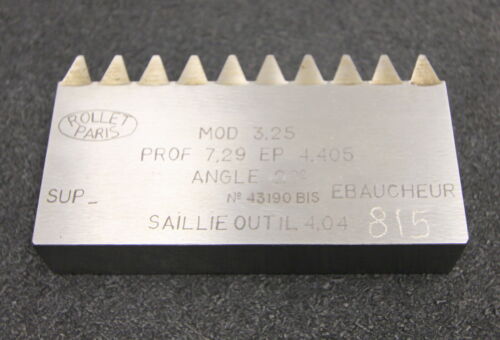 ROLLET
PARIS
MOD 3,25
PROF 7,29 EP 4,405
ANGLE
SUP_
Nº 43190 BIS
EBAUCHEUR
SAILLIE OUTIL 4,04
815